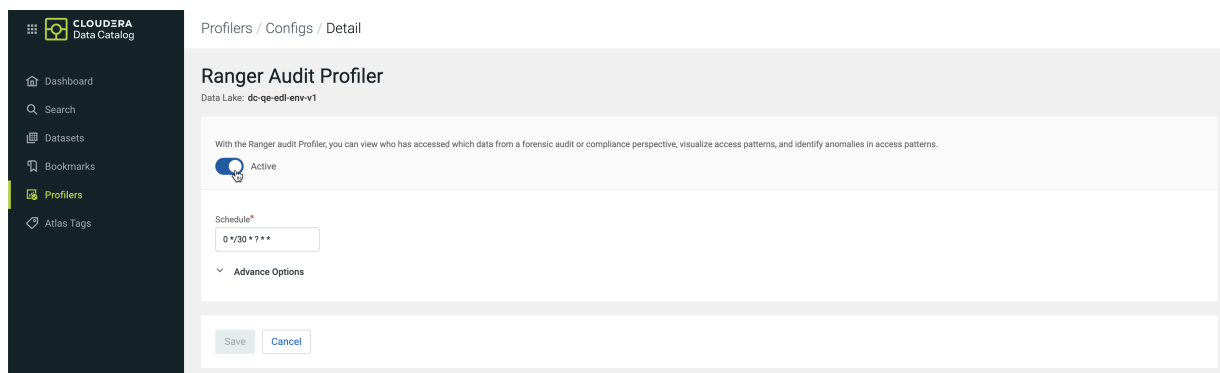 CLOUDERA
Data Catalog
Dashboard
Search
Datasets
Bookmarks
Profilers
Atlas Tags
Profilers / Configs / Detail
Ranger Audit Profiler
Data Lake: dc-qe-edl-env-v1
With the Ranger audit Profiler, you can view who has accessed which data from a forensic audit or compliance perspective, visualize access patterns, and identify anomalies in access patterns.
Active
Schedule*
0 */30 * ? * *
Advance Options
Save Cancel